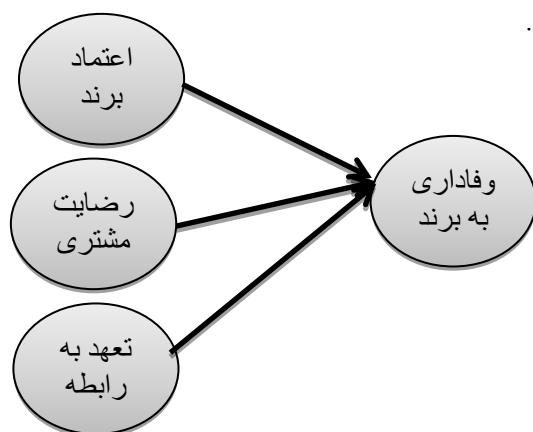 اعتماد
برند
رضایت
مشتری
تعهد به
رابطه
وفاداری
به برند
.